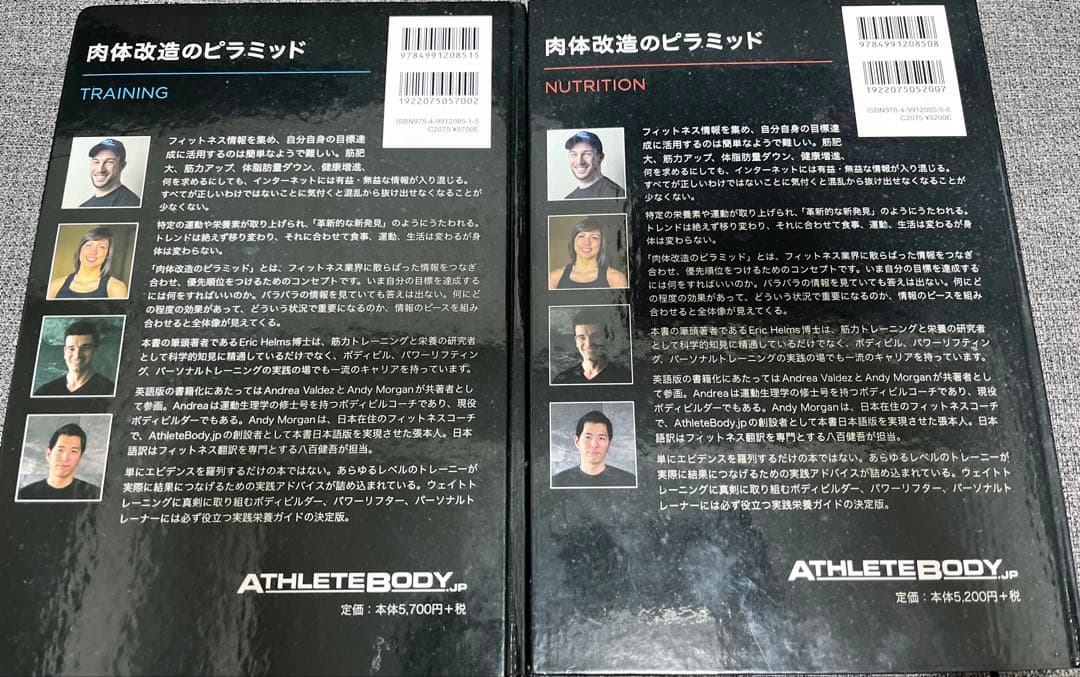 肉体改造のピラミッド
TRAINING
9784991208515
1922075057002
ISBN978-4-9912085-1-5
C2075 ¥5700E
フィットネス情報を集め、自分自身の目標達
成に活用するのは簡単なようで難しい。筋肥
大、筋力アップ、体脂肪量ダウン、健康増進、
何を求めるにしても、インターネットには有益・無益な情報が入り混じる。
すべてが正しいわけではないことに気付くと混乱から抜け出せなくなることが
少なくない。
特定の運動や栄養素が取り上げられ、「革新的な新発見」のようにうたわれる。
トレンドは絶えず移り変わり、それに合わせて食事、運動、生活は変わるが身
体は変わらない。
「肉体改造のピラミッド」とは、フィットネス業界に散らばった情報をつなぎ
合わせ、優先順位をつけるためのコンセプトです。いま自分の目標を達成する
には何をすればいいのか。バラバラの情報を見ていても答えは出ない。何にど
の程度の効果があって、どういう状況で重要になるのか、情報のピースを組み
合わせると全体像が見えてくる。
本書の筆頭著者であるEric Helms博士は、筋力トレーニングと栄養の研究者
として科学的知見に精通しているだけでなく、ボディビル、パワーリフティン
グ、パーソナルトレーニングの実践の場でも一流のキャリアを持っています。
英語版の書籍化にあたってはAndrea ValdezとAndy Morganが共著者とし
て参画。Andreaは運動生理学の修士号を持つボディビルコーチであり、現役
ボディビルダーでもある。Andy Morganは、日本在住のフィットネスコーチ
で、AthleteBody.jpの創設者として本書日本語版を実現させた張本人。日本
語訳はフィットネス翻訳を専門とする八百健吾が担当。
単にエビデンスを羅列するだけの本ではない。あらゆるレベルのトレーニーが
実際に結果につなげるための実践アドバイスが詰め込まれている。ウェイトト
レーニングに真剣に取り組むボディビルダー、パワーリフター、パーソナルト
レーナーには必ず役立つ実践栄養ガイドの決定版。
ATHLETEBODY.JP
定価：本体5,700円＋税
肉体改造のピラミッド
NUTRITION
9784991208508
1922075052007
ISBN978-4-9912085-0-8
C2075 ¥5200E
フィットネス情報を集め、自分自身の目標達
成に活用するのは簡単なようで難しい。筋肥
大、筋力アップ、体脂肪量ダウン、健康増進、
何を求めるにしても、インターネットには有益・無益な情報が入り混じる。
すべてが正しいわけではないことに気付くと混乱から抜け出せなくなることが
少なくない。
特定の栄養素や運動が取り上げられ、「革新的な新発見」のようにうたわれる。
トレンドは絶えず移り変わり、それに合わせて食事、運動、生活は変わるが身
体は変わらない。
「肉体改造のピラミッド」とは、フィットネス業界に散らばった情報をつなぎ
合わせ、優先順位をつけるためのコンセプトです。いま自分の目標を達成する
には何をすればいいのか。バラバラの情報を見ていても答えは出ない。何にど
の程度の効果があって、どういう状況で重要になるのか、情報のピースを組み
合わせると全体像が見えてくる。
本書の筆頭著者であるEric Helms博士は、筋力トレーニングと栄養の研究者
として科学的知見に精通しているだけでなく、ボディビル、パワーリフティン
グ、パーソナルトレーニングの実践の場でも一流のキャリアを持っています。
英語版の書籍化にあたってはAndrea ValdezとAndy Morganが共著者とし
て参画。Andreaは運動生理学の修士号を持つボディビルコーチであり、現役
ボディビルダーでもある。Andy Morganは、日本在住のフィットネスコーチ
で、AthleteBody.jpの創設者として本書日本語版を実現させた張本人。日本
語訳はフィットネス翻訳を専門とする八百健吾が担当。
単にエビデンスを羅列するだけの本ではない。あらゆるレベルのトレーニーが
実際に結果につなげるための実践アドバイスが詰め込まれている。ウェイトト
レーニングに真剣に取り組むボディビルダー、パワーリフター、パーソナルト
レーナーには必ず役立つ実践栄養ガイドの決定版。
ATHLETEBODY.JP
定価：本体5,200円＋税